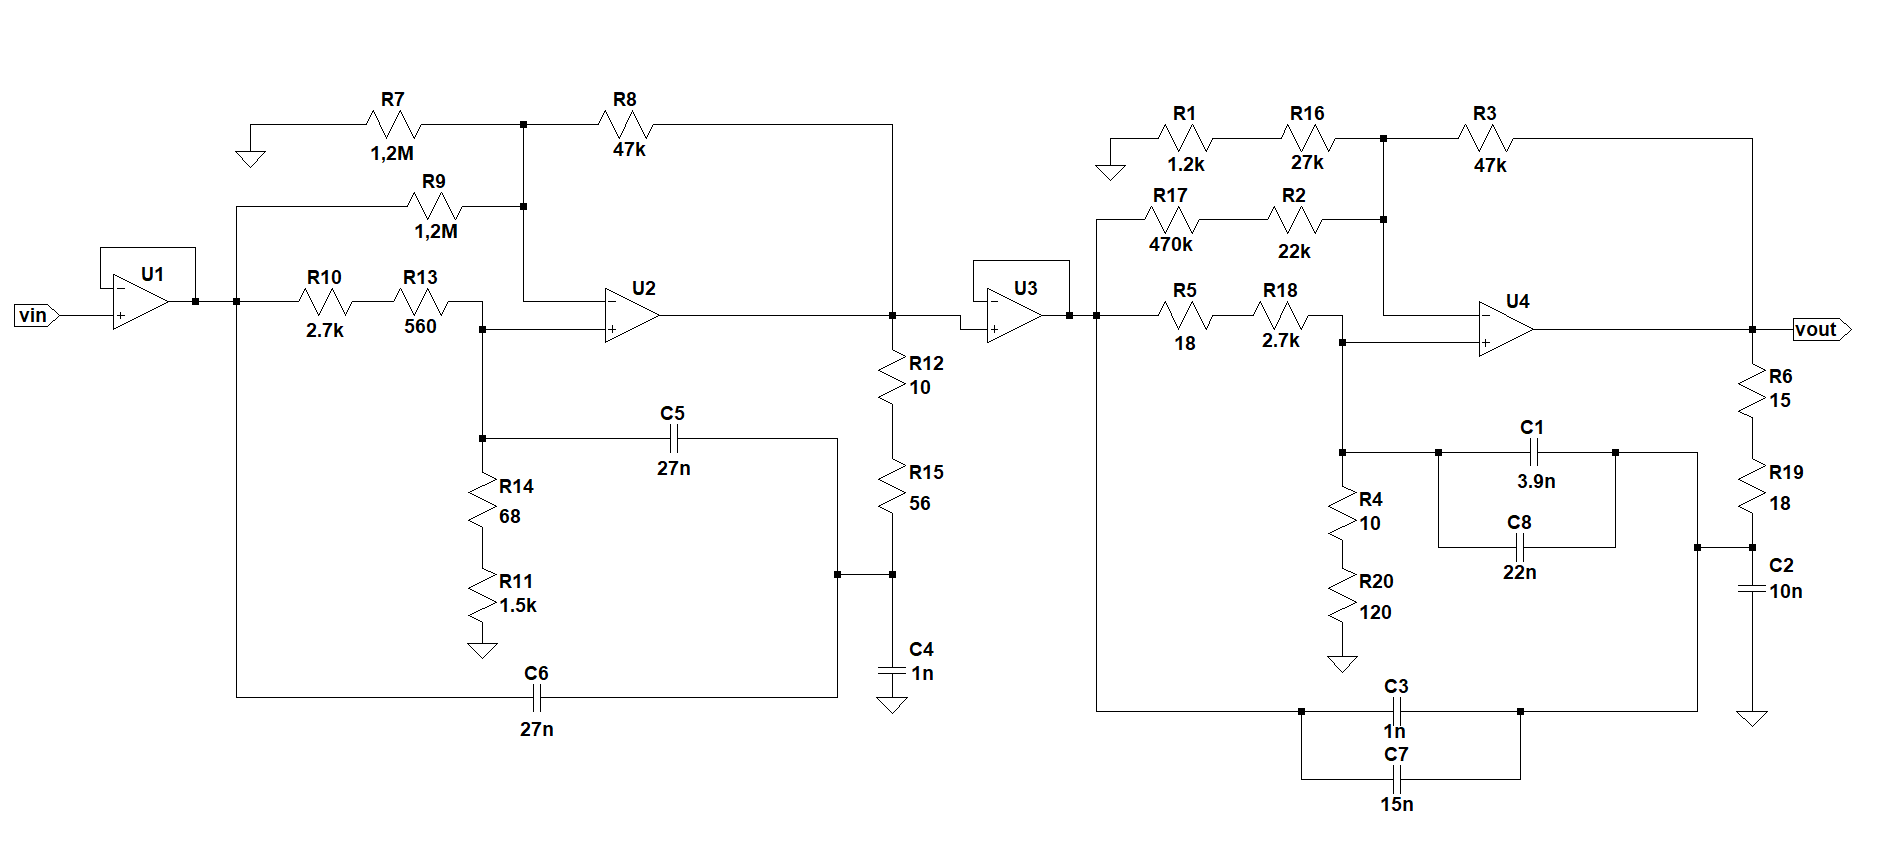 R7
1,2M
R8
47k
R9
1,2M
U1
vin
R10
2.7k
R13
560
U2
C5
27n
R14
68
R11
1.5k
C6
27n
R12
10
R15
56
C4
1n
U3
R1
1.2k
R16
27k
R3
47k
R17
470k
R2
22k
R5
18
R18
2.7k
U4
vout
R6
15
R19
18
C1
3.9n
C8
22n
R4
10
R20
120
C2
10n
C3
1n
C7
15n